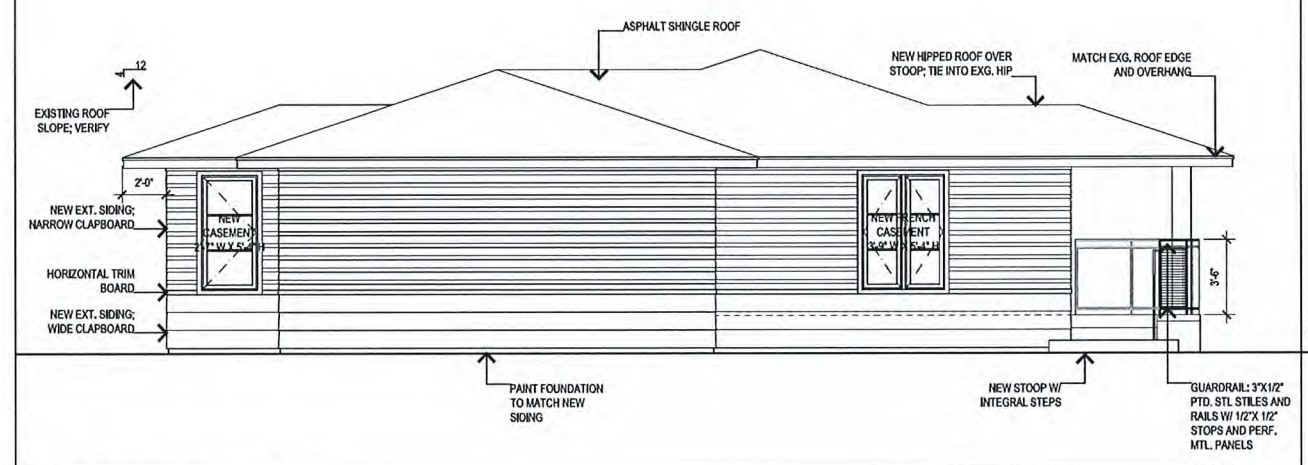 ASPHALT SHINGLE ROOF
NEW HIPPED ROOF OVER
STOOP; TIE INTO EXG. HIP
MATCH EXG. ROOF EDGE
AND OVERHANG
12
4
EXISTING ROOF
SLOPE; VERIFY
2'-0"
NEW EXT. SIDING;
NARROW CLAPBOARD
HORIZONTAL TRIM
BOARD
NEW EXT. SIDING;
WIDE CLAPBOARD
NEW
CASEMENT
W X H
NEW FRENCH
CASEMENT
3'-9" W X 5'-4" H
3'-6"
PAINT FOUNDATION
TO MATCH NEW
SIDING
NEW STOOP W/
INTEGRAL STEPS
GUARDRAIL: 3"X1/2"
PTD. STL STILES AND
RAILS W/ 1/2"X 1/2"
STOPS AND PERF.
MTL. PANELS